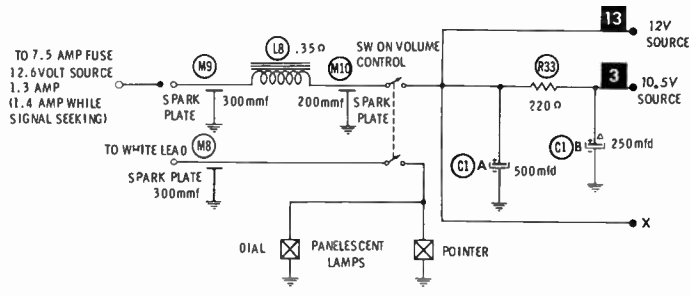 13
12V
SOURCE
TO 7.5 AMP FUSE
12.6 VOLT SOURCE
1.3 AMP
(1.4 AMP WHILE
SIGNAL SEEKING)
M9
L8
.35Ω
M10
SW ON VOLUME
CONTROL
R33
3
10.5V
SOURCE
SPARK
PLATE
300mmf
200mmf
SPARK
PLATE
220Ω
TO WHITE LEAD
M8
SPARK PLATE
300mmf
C1 A
500mfd
C1 B
250mfd
X
DIAL
PANELESCENT
LAMPS
POINTER